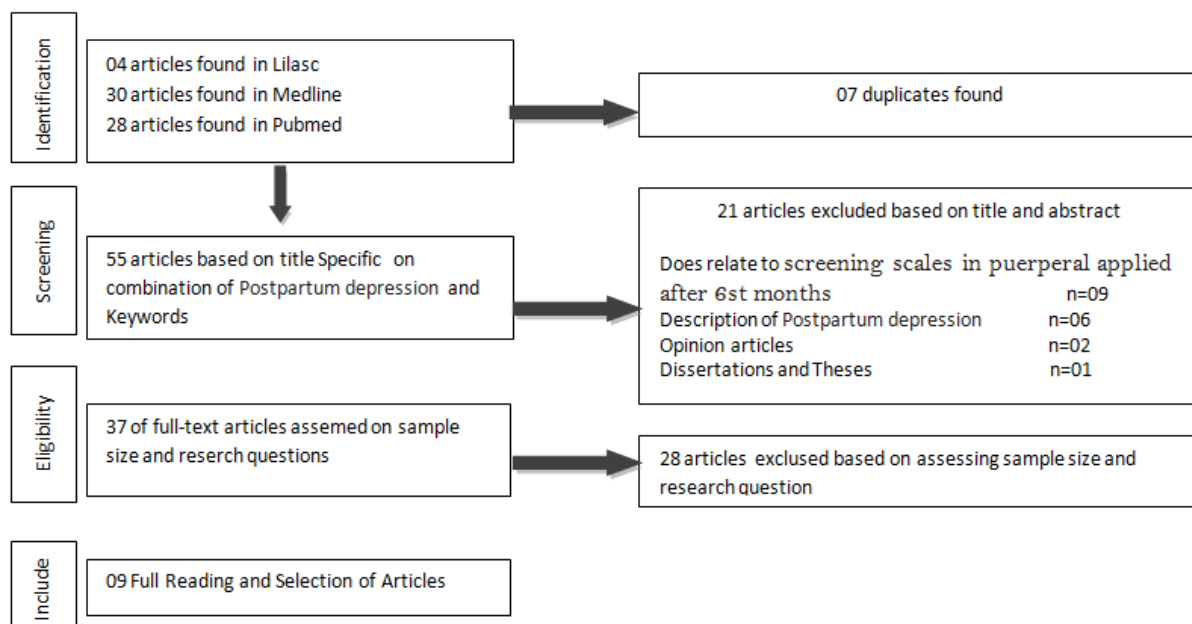 Identification
04 articles found in Lilasc
30 articles found in Medline
28 articles found in Pubmed
07 duplicates found
Screening
55 articles based on title Specific on
combination of Postpartum depression and
Keywords
21 articles excluded based on title and abstract
Does relate to screening scales in puerperal applied
after 6st months n=09
Description of Postpartum depression n=06
Opinion articles n=02
Dissertations and Theses n=01
Eligibility
37 of full-text articles assemed on sample
size and reserch questions
28 articles exclused based on assessing sample size and
research question
Include
09 Full Reading and Selection of Articles